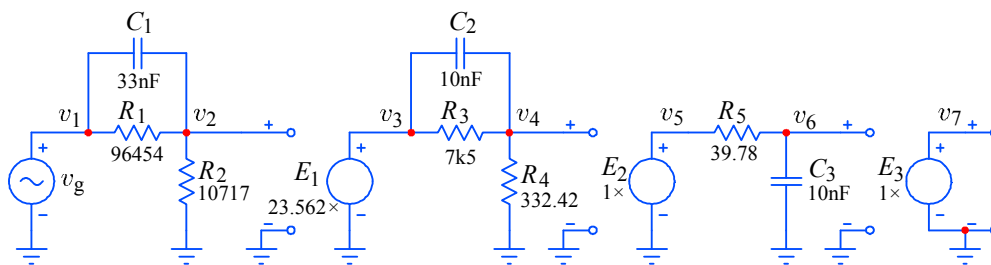 C1
33nF
v1
R1
v2
96454
+
+
vg
−
R2
10717
−
C2
10nF
v3
R3
v4
7k5
+
+
E1
23.562×
−
R4
332.42
−
v5
R5
v6
39.78
+
+
E2
1×
−
C3
10nF
−
v7
+
+
E3
1×
−
−